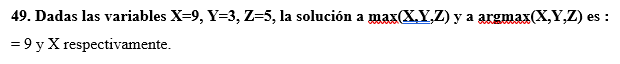 49. Dadas las variables X=9, Y=3, Z=5, la solución a max(X,Y,Z) y a argmax(X,Y,Z) es :
= 9 y X respectivamente.